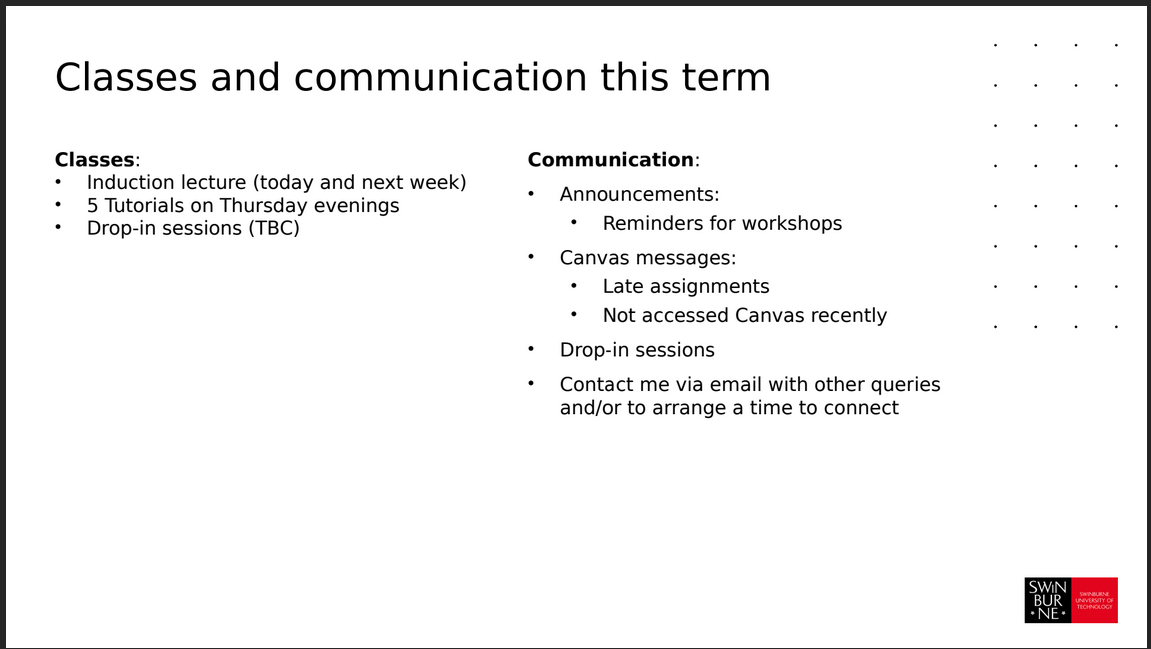 Classes and communication this term
Classes:
• Induction lecture (today and next week)
• 5 Tutorials on Thursday evenings
• Drop-in sessions (TBC)
Communication:
• Announcements:
• Reminders for workshops
• Canvas messages:
• Late assignments
• Not accessed Canvas recently
• Drop-in sessions
• Contact me via email with other queries
and/or to arrange a time to connect
SWIN
BUR
*NE*
SWINBURNE
UNIVERSITY OF
TECHNOLOGY